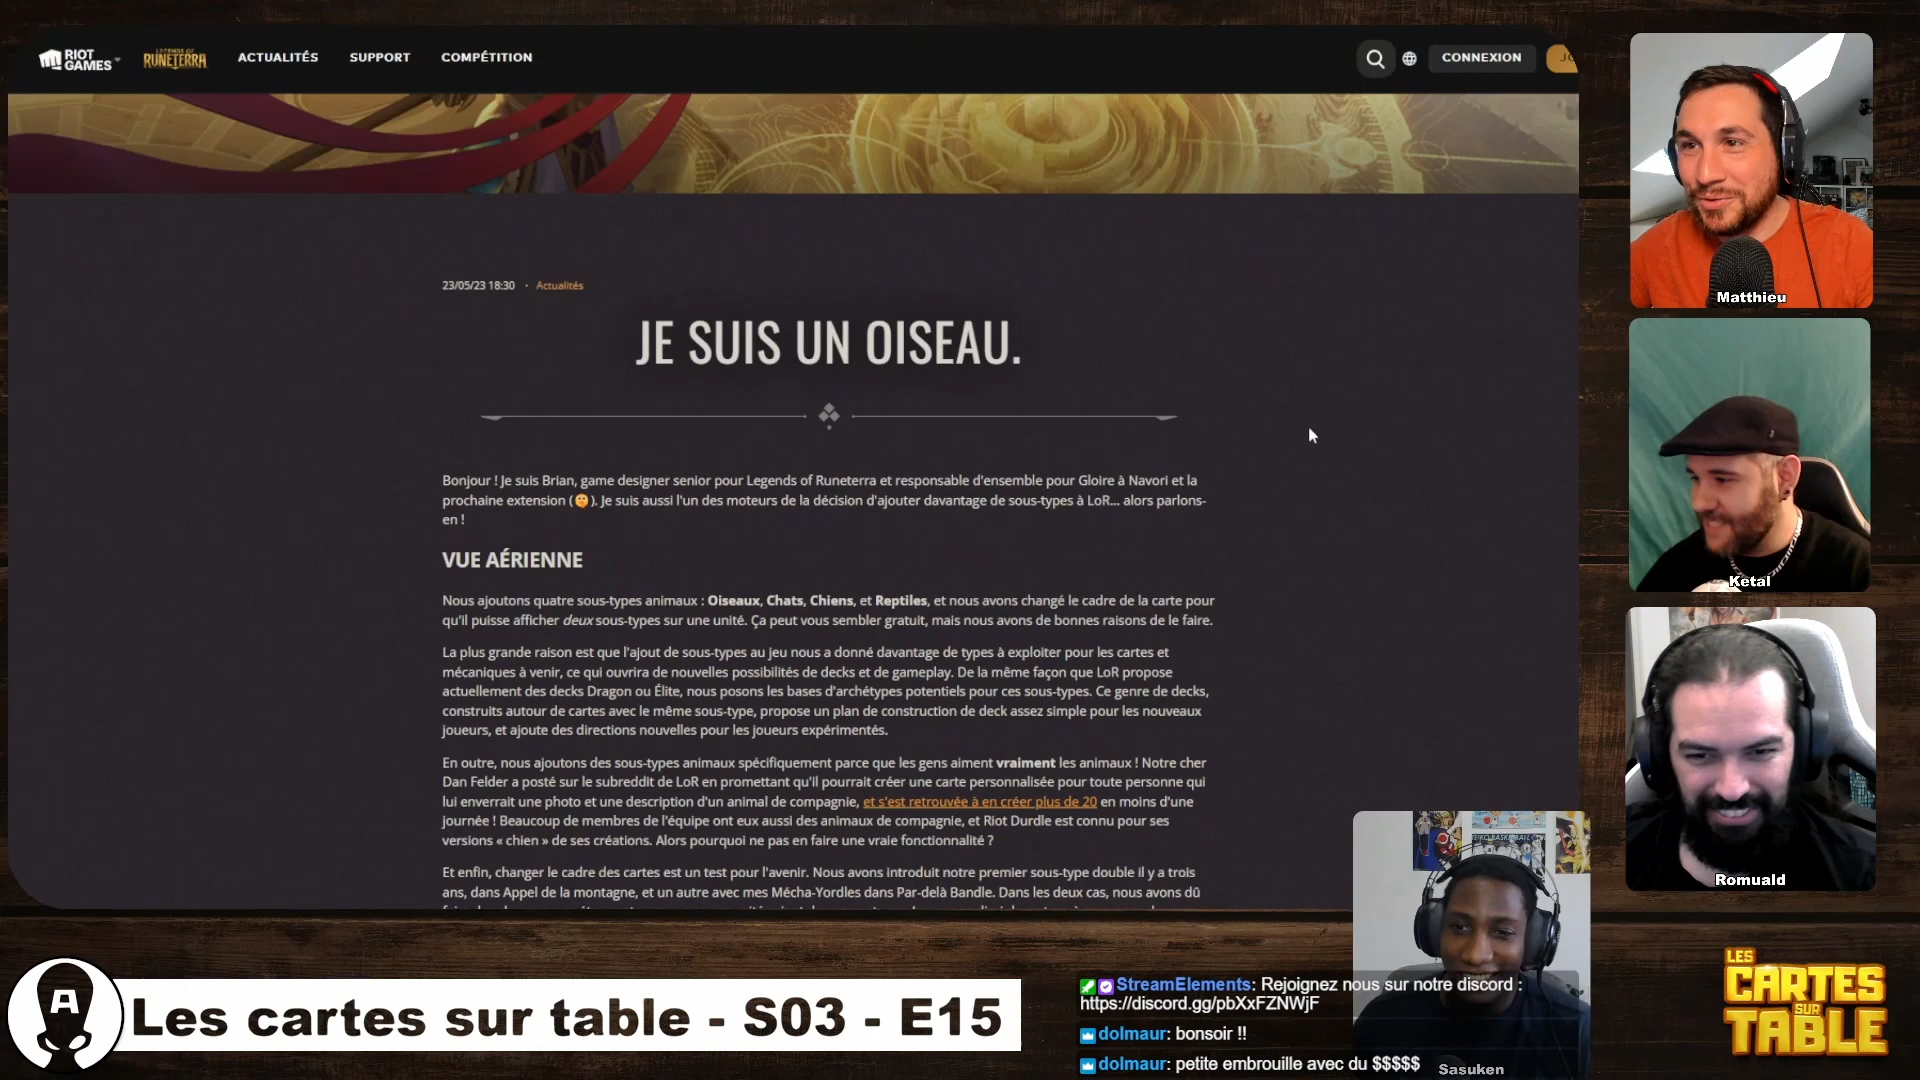 RIOT GAMES
LEGENDS OF RUNETERRA
ACTUALITÉS
SUPPORT
COMPÉTITION
CONNEXION
23/05/23 18:30 • Actualités
JE SUIS UN OISEAU.
Bonjour ! Je suis Brian, game designer senior pour Legends of Runeterra et responsable d'ensemble pour Gloire à Navori et la
prochaine extension (🤫). Je suis aussi l'un des moteurs de la décision d'ajouter davantage de sous-types à LoR... alors parlons-
en !
VUE AÉRIENNE
Nous ajoutons quatre sous-types animaux : Oiseaux, Chats, Chiens, et Reptiles, et nous avons changé le cadre de la carte pour
qu'il puisse afficher deux sous-types sur une unité. Ça peut vous sembler gratuit, mais nous avons de bonnes raisons de le faire.
La plus grande raison est que l'ajout de sous-types au jeu nous a donné davantage de types à exploiter pour les cartes et
mécaniques à venir, ce qui ouvrira de nouvelles possibilités de decks et de gameplay. De la même façon que LoR propose
actuellement des decks Dragon ou Élite, nous posons les bases d'archétypes potentiels pour ces sous-types. Ce genre de decks,
construits autour de cartes avec le même sous-type, propose un plan de construction de deck assez simple pour les nouveaux
joueurs, et ajoute des directions nouvelles pour les joueurs expérimentés.
En outre, nous ajoutons des sous-types animaux spécifiquement parce que les gens aiment vraiment les animaux ! Notre cher
Dan Felder a posté sur le subreddit de LoR en promettant qu'il pourrait créer une carte personnalisée pour toute personne qui
lui enverrait une photo et une description d'un animal de compagnie, et s'est retrouvée à en créer plus de 20 en moins d'une
journée ! Beaucoup de membres de l'équipe ont eux aussi des animaux de compagnie, et Riot Durdle est connu pour ses
versions « chien » de ses créations. Alors pourquoi ne pas en faire une vraie fonctionnalité ?
Et enfin, changer le cadre des cartes est un test pour l'avenir. Nous avons introduit notre premier sous-type double il y a trois
ans, dans Appel de la montagne, et un autre avec mes Mécha-Yordles dans Par-delà Bandle. Dans les deux cas, nous avons dû
Matthieu
Ketal
Romuald
Sasuken
A
Les cartes sur table - S03 - E15
StreamElements: Rejoignez nous sur notre discord :
https://discord.gg/pbXxFZNWjF
dolmaur: bonsoir !!
dolmaur: petite embrouille avec du $$$$$
LES
CARTES
SUR
TABLE